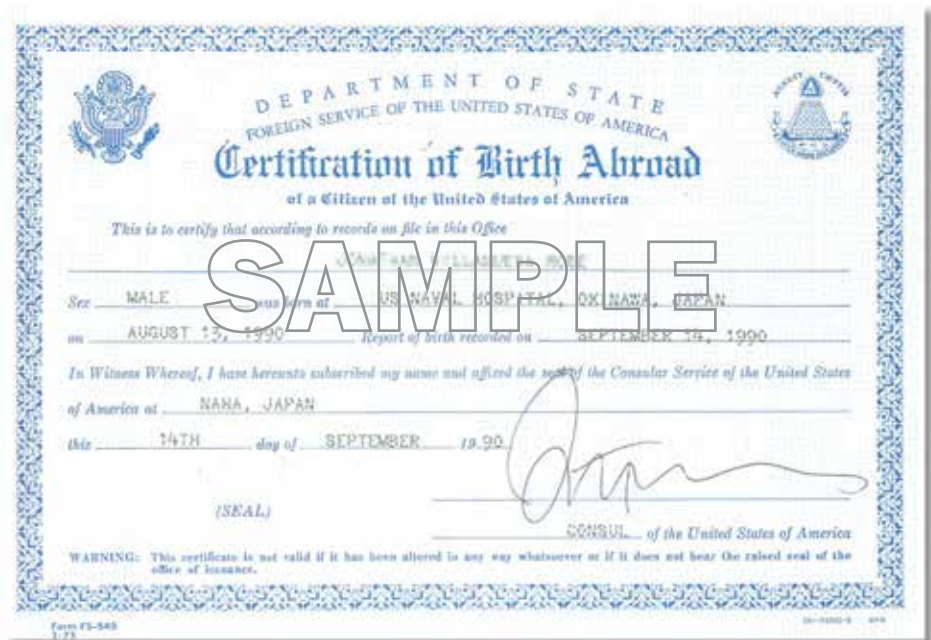 DEPARTMENT OF STATE
FOREIGN SERVICE OF THE UNITED STATES OF AMERICA
Certification of Birth Abroad
of a Citizen of the United States of America
This is to certify that according to records on file in this Office
SAMPLE
Sex MALE was born at US NAVAL HOSPITAL, OKINAWA, JAPAN
on AUGUST 13, 1990 Report of birth recorded on SEPTEMBER 14, 1990
In Witness Whereof, I have hereunto subscribed my name and affixed the seal of the Consular Service of the United States
of America at NAHA, JAPAN
this 14TH day of SEPTEMBER 19 90
(SEAL)
CONSUL of the United States of America
WARNING: This certificate is not valid if it has been altered in any way whatsoever or if it does not bear the raised seal of the
office of issuance.
Form FS-545